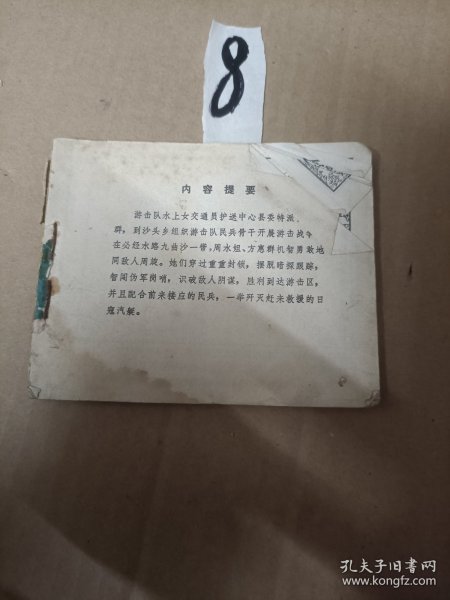 8
内容提要
游击队水上女交通员护送中心县委特派
群，到沙头乡组织游击队民兵骨干开展游击战争
在必经水路九曲沙一带，周水妞、方惠群机智勇敢地
同敌人周旋。她们穿过重重封锁，摆脱暗探跟踪，
智闯伪军岗哨，识破敌人阴谋，胜利到达游击区，
并且配合前来接应的民兵，一举歼灭赶来救援的日
寇汽艇。
孔夫子旧书网
www.kongfz.com